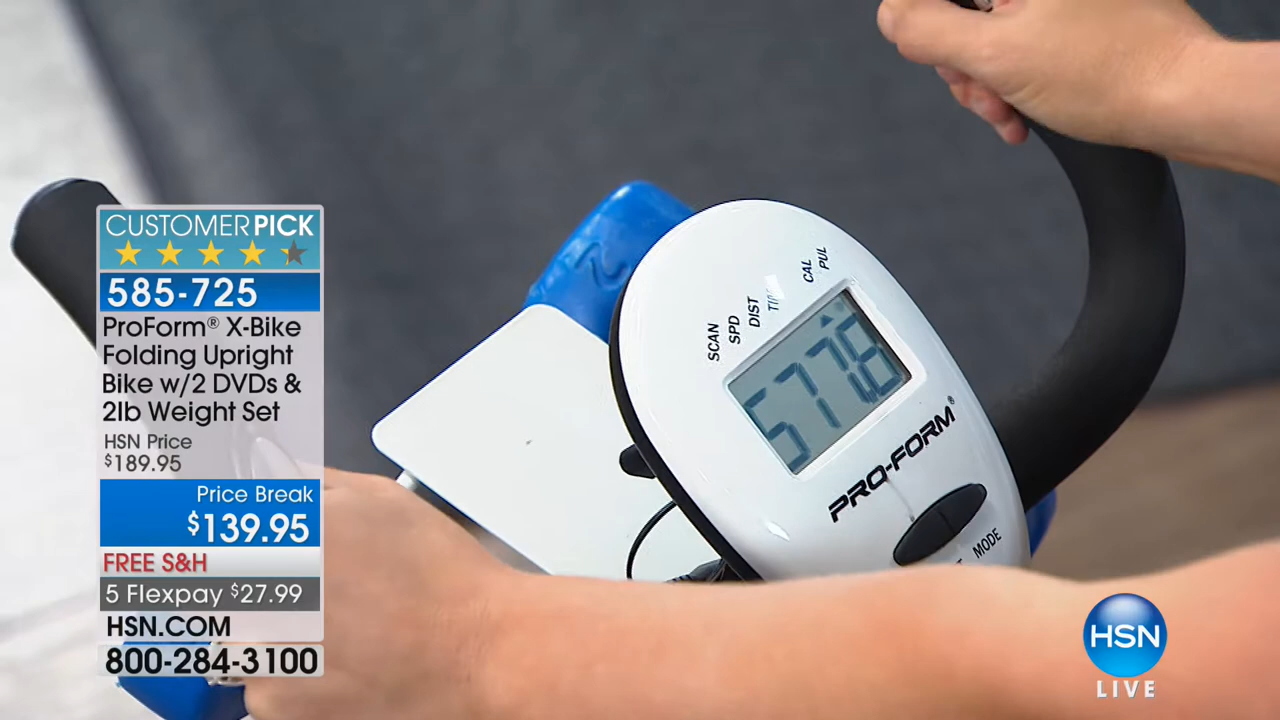 CUSTOMER PICK
585-725
ProForm® X-Bike
Folding Upright
Bike w/2 DVDs &
2lb Weight Set
HSN Price
$189.95
Price Break
$139.95
FREE S&H
5 Flexpay $27.99
HSN.COM
800-284-3100
SCAN
SPD
DIST
CAL
PUL
577.8
PRO-FORM®
MODE
HSN
LIVE